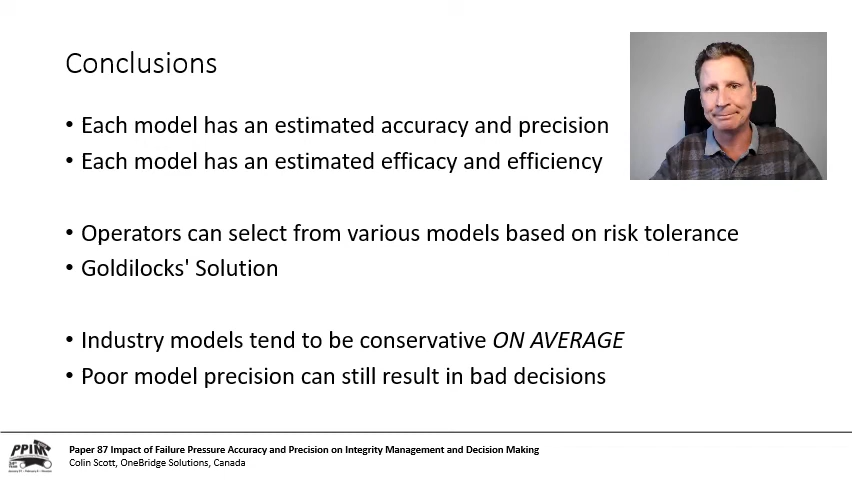 Conclusions
• Each model has an estimated accuracy and precision
• Each model has an estimated efficacy and efficiency
• Operators can select from various models based on risk tolerance
• Goldilocks' Solution
• Industry models tend to be conservative ON AVERAGE
• Poor model precision can still result in bad decisions
PPIM
Paper 87 Impact of Failure Pressure Accuracy and Precision on Integrity Management and Decision Making
Colin Scott, OneBridge Solutions, Canada